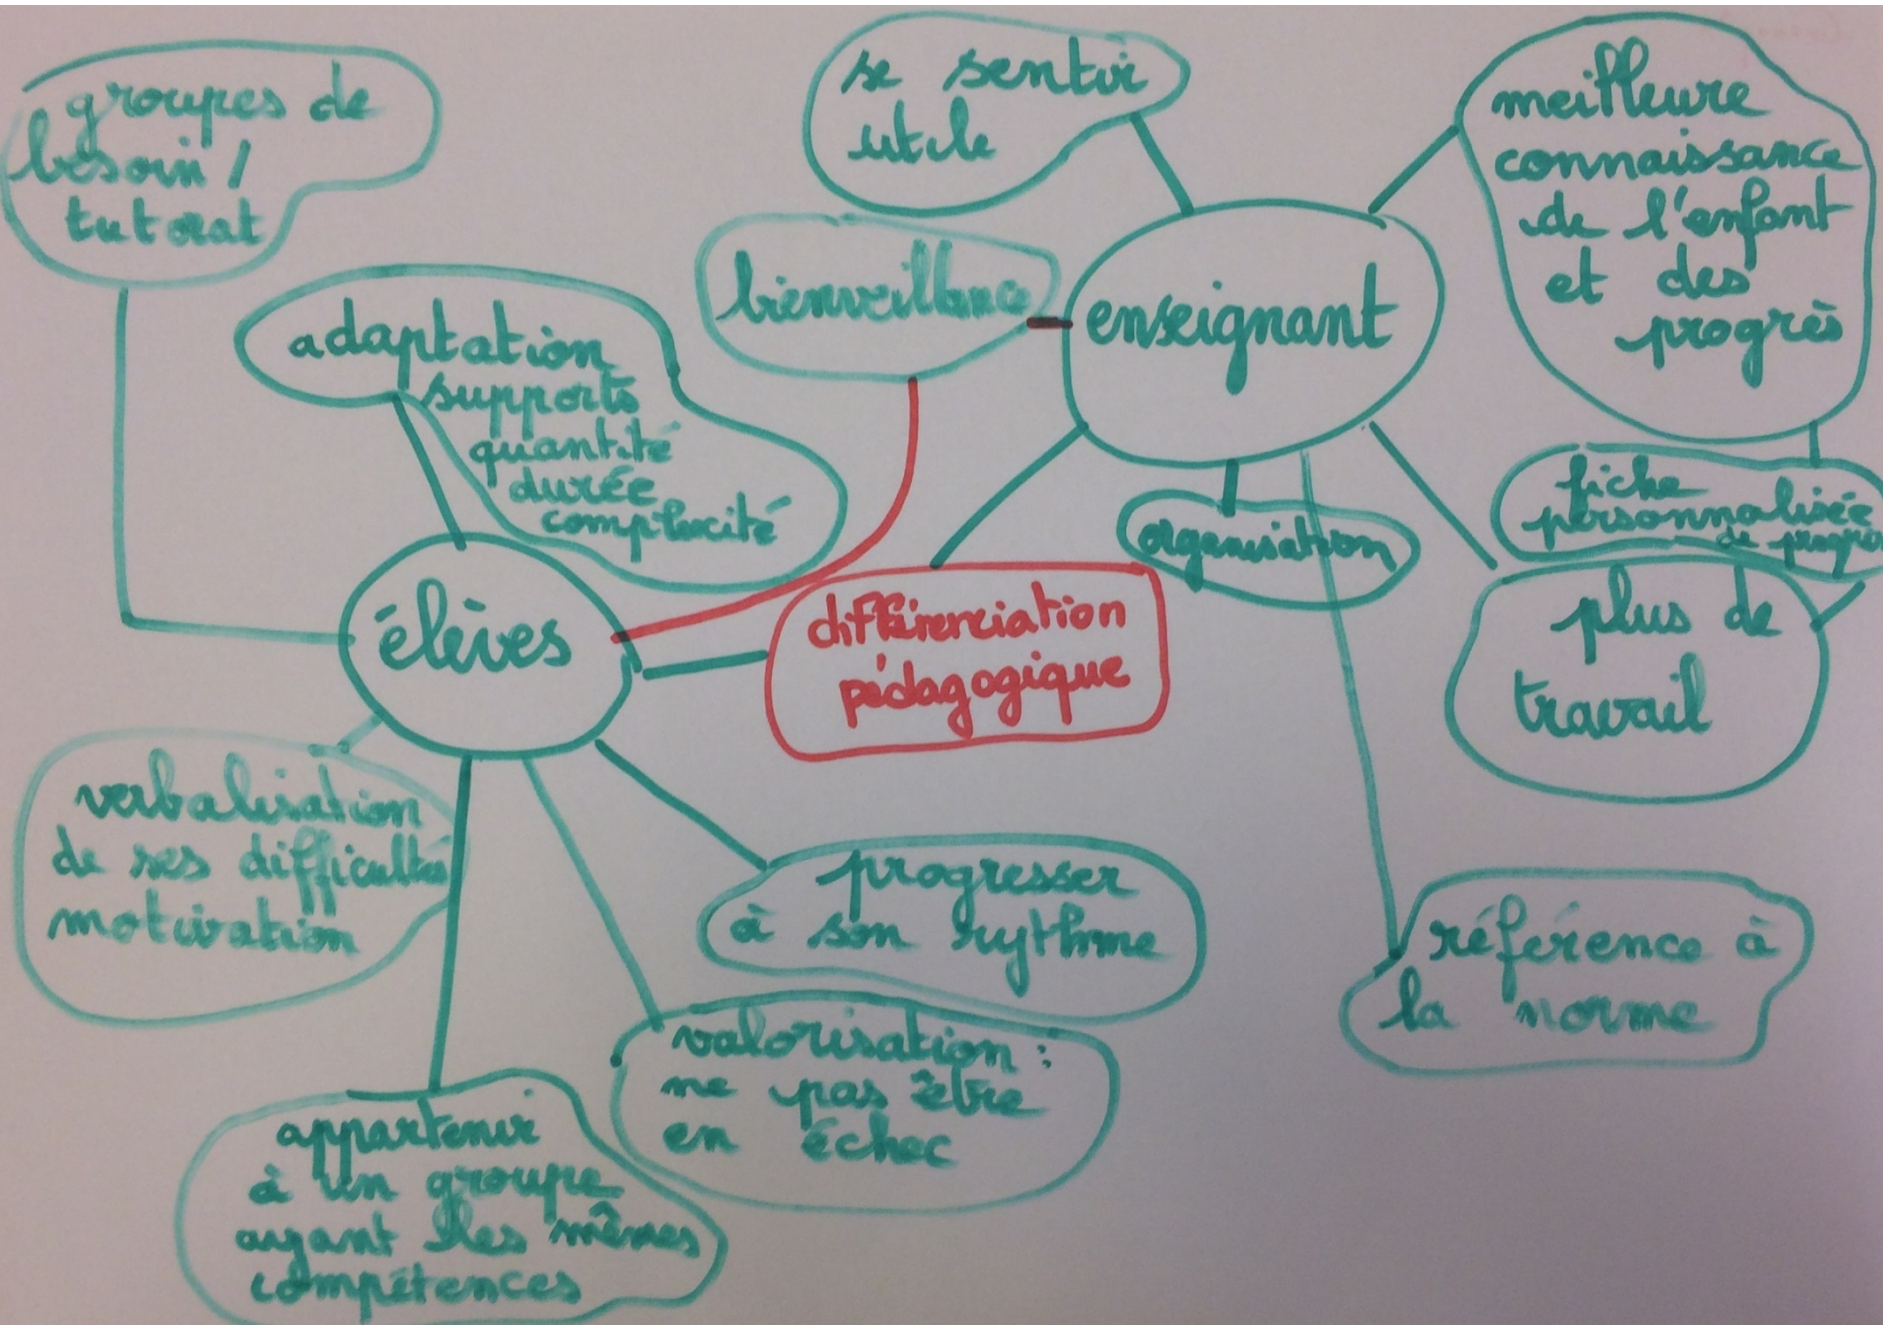 groupes de
besoin /
tutorat
adaptation
supports
quantité
durée
complexité
se sentir
utile
bienveillance
enseignant
meilleure
connaissance
de l'enfant
et des
progrès
fiche
personnalisée
de progrès
organisation
plus de
travail
différenciation
pédagogique
élèves
verbalisation
de ses difficultés
motivation
progresser
à son rythme
référence à
la norme
valorisation :
ne pas être
en échec
appartenir
à un groupe
ayant les mêmes
compétences